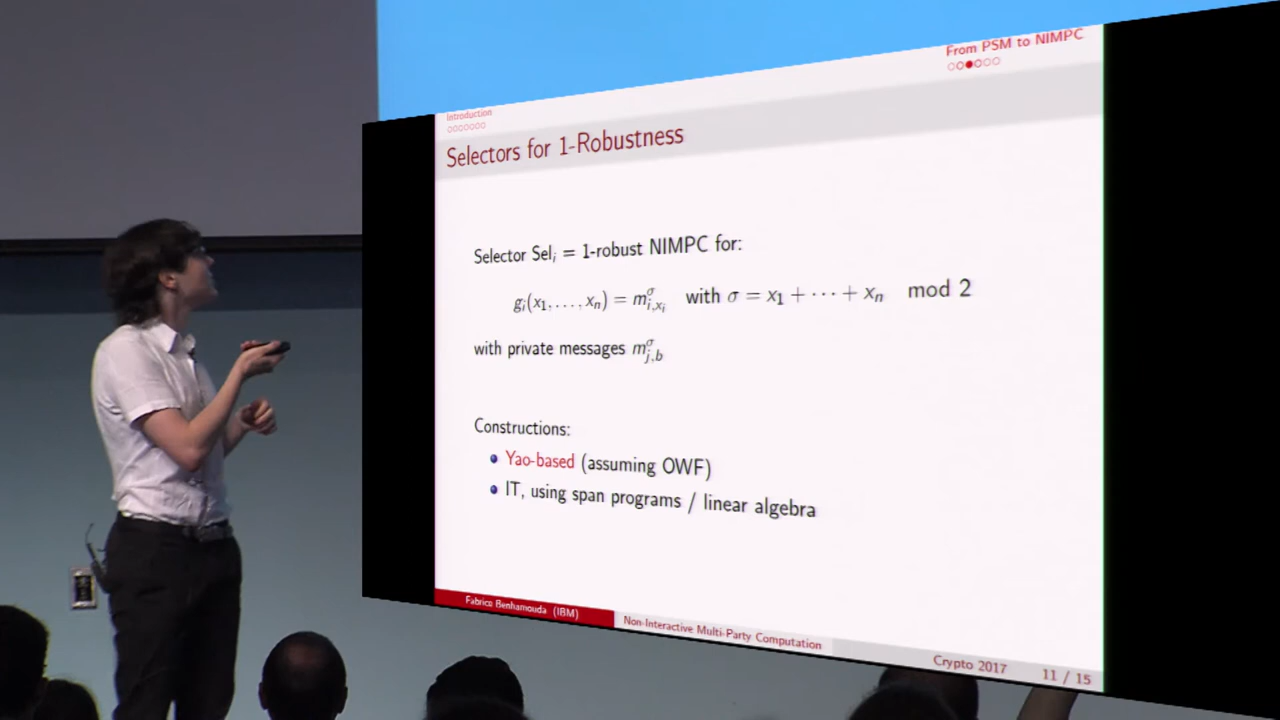 From PSM to NIMPC
Introduction
Selectors for 1-Robustness
Selector Sel_i = 1-robust NIMPC for:
g_i(x_1, . . . , x_n) = m^σ_{i,x_i} with σ = x_1 + · · · + x_n mod 2
with private messages m^σ_{j,b}
Constructions:
• Yao-based (assuming OWF)
• IT, using span programs / linear algebra
Fabrice Benhamouda (IBM)
Non-Interactive Multi-Party Computation
Crypto 2017 11 / 15